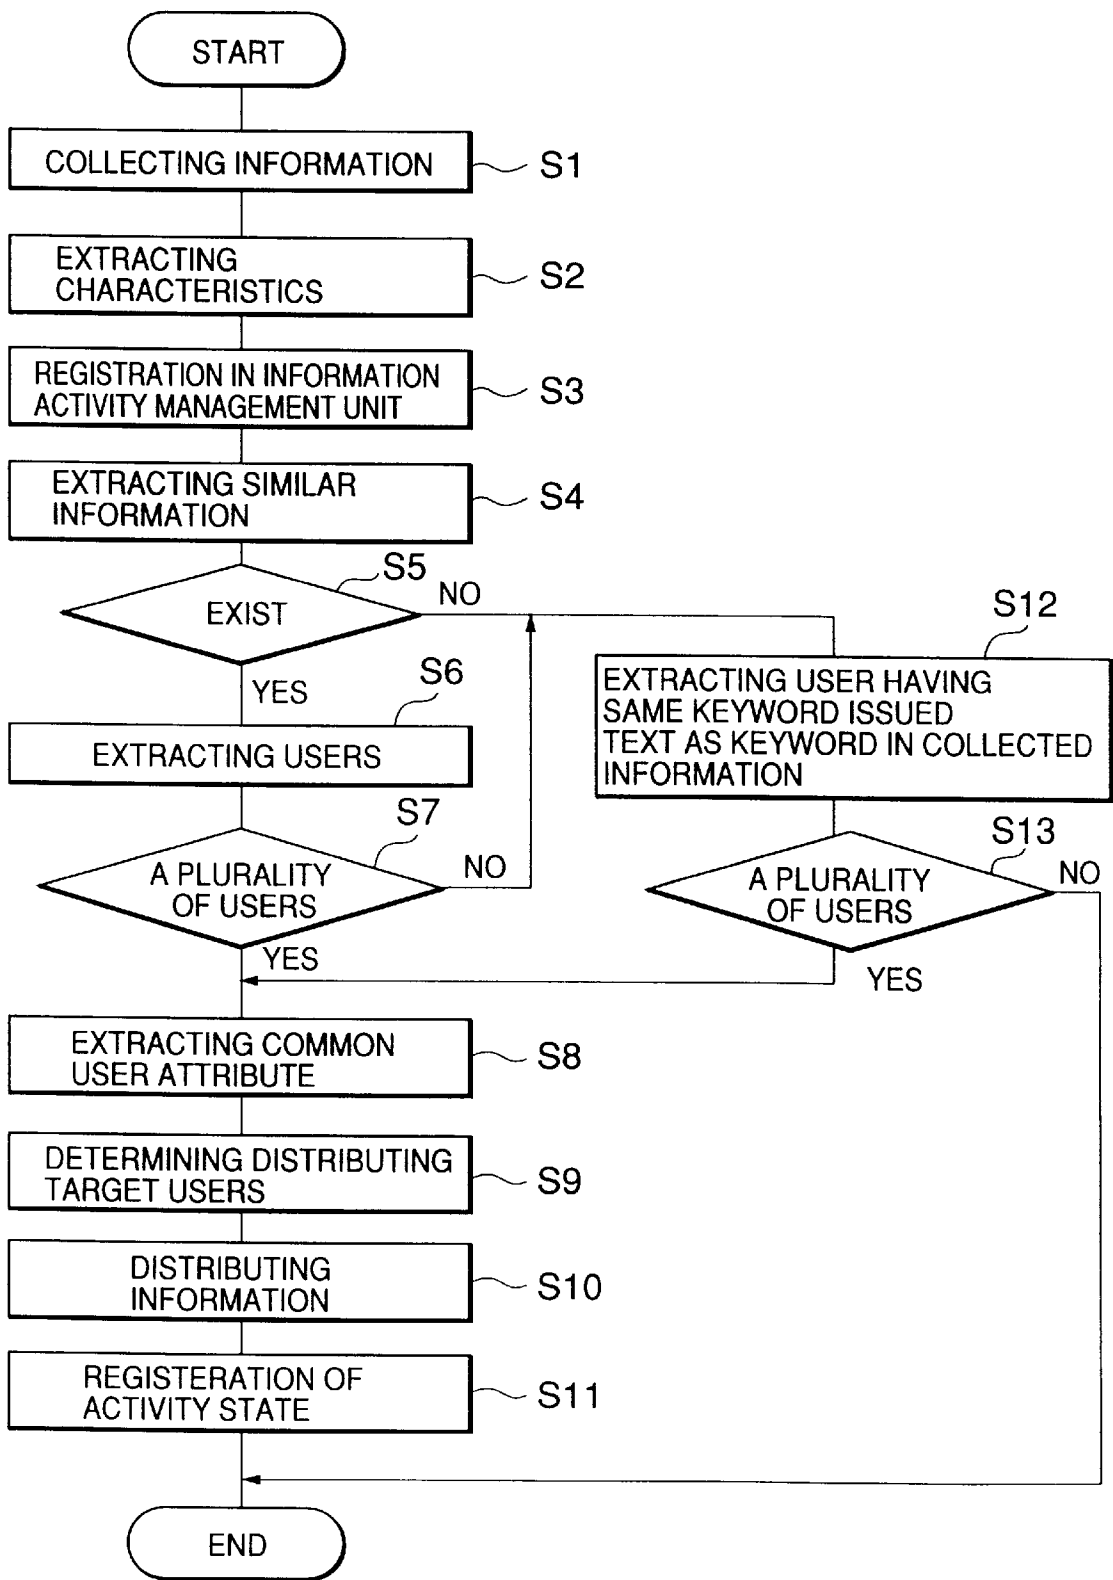 START
COLLECTING INFORMATION
S1
EXTRACTING
CHARACTERISTICS
S2
REGISTRATION IN INFORMATION
ACTIVITY MANAGEMENT UNIT
S3
EXTRACTING SIMILAR
INFORMATION
S4
S5
EXIST
NO
YES
S6
EXTRACTING USERS
S7
A PLURALITY
OF USERS
NO
YES
S12
EXTRACTING USER HAVING
SAME KEYWORD ISSUED
TEXT AS KEYWORD IN COLLECTED
INFORMATION
S13
A PLURALITY
OF USERS
NO
YES
EXTRACTING COMMON
USER ATTRIBUTE
S8
DETERMINING DISTRIBUTING
TARGET USERS
S9
DISTRIBUTING
INFORMATION
S10
REGISTERATION OF
ACTIVITY STATE
S11
END